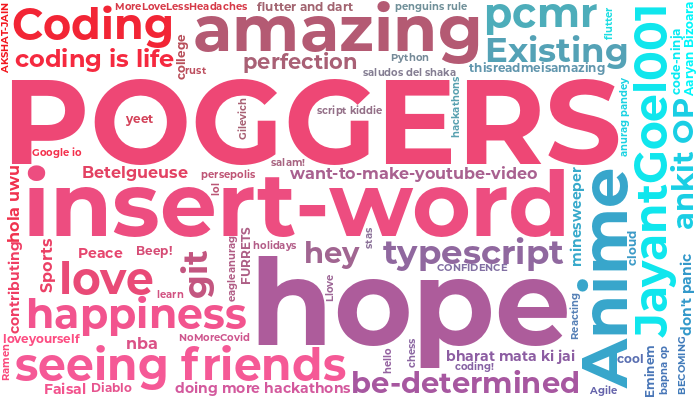 AKSHAT-JAIN
Coding
MoreLoveLessHeadaches
flutter and dart
penguins rule
pcmr
flutter
code-ninja
Aaryan Bizoara
coding is life
college
rust
amazing
perfection
Python
Existing
thisreadmeisamazing
saludos del shaka
POGGERS
yeet
Gilevich
script kiddie
hackathons
anurag pandey
JayantGoel001
ankit OP
Google io
Betelgueuse
persepolis
salam!
want-to-make-youtube-video
hola uwu
insert-word
lol
minesweeper
Anime
cloud
contributing
Sports
Peace
Beep!
git
eagleanurag
FURRETS
holidays
hey
stas
typescript
CONFIDENCE
don't panic
love
learn
hope
Llove
Reacting
happiness
loveyourself
nba
NoMoreCovid
hello
chess
bharat mata ki jai
coding!
cool
Eminem
bapna op
BECOMING
Ramen
seeing friends
Faisal
Diablo
doing more hackathons
be-determined
Agile